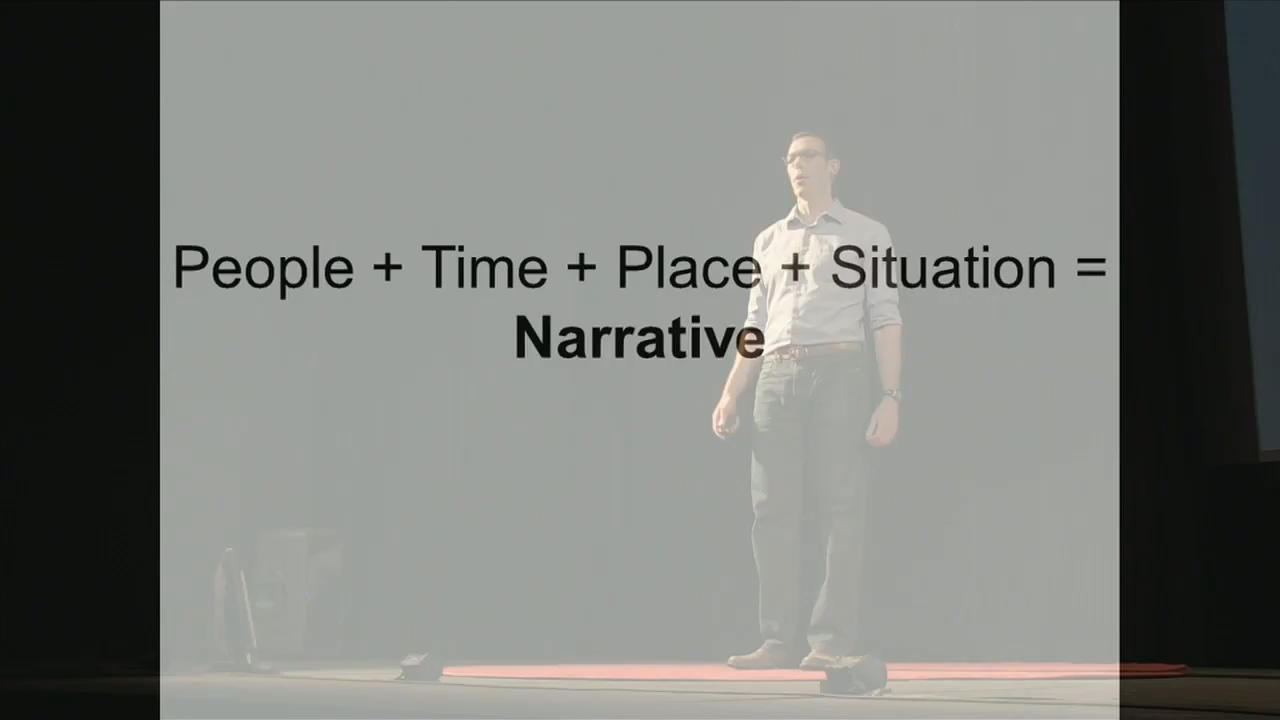 People + Time + Place + Situation =
Narrative